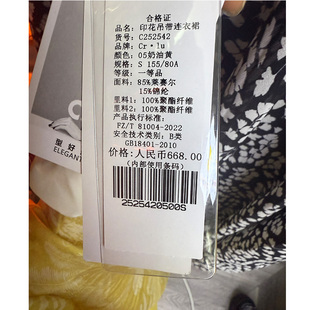 合格证
品名: 印花吊带连衣裙
货号: C252542
品牌: Cr·lu
颜色: 05奶油黄
规格: S 155/80A
等级: 一等品
面料: 85%莱赛尔
15%锦纶
里料1: 100%聚酯纤维
里料2: 100%聚酯纤维
产品执行标准:
FZ/T 81004-2022
安全技术类别: B类
GB18401-2010
价格: 人民币668.00
(内部使用条码)
2525420500S
好
ELEGANT